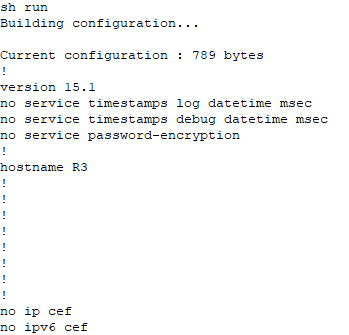 sh run
Building configuration...

Current configuration : 789 bytes
!
version 15.1
no service timestamps log datetime msec
no service timestamps debug datetime msec
no service password-encryption
!
hostname R3
!
!
!
!
!
!
!
!
no ip cef
no ipv6 cef